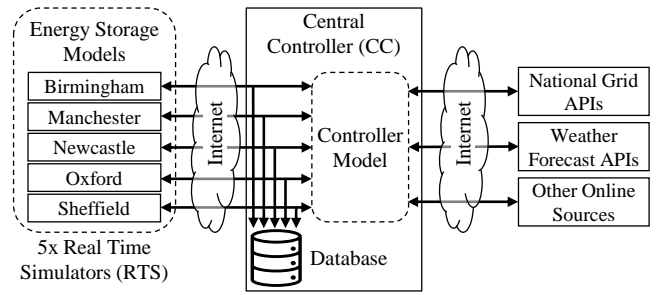 Energy Storage
Models
Birmingham
Manchester
Newcastle
Oxford
Sheffield
5x Real Time
Simulators (RTS)
Internet
Central
Controller (CC)
Controller
Model
Database
Internet
National Grid
APIs
Weather
Forecast APIs
Other Online
Sources